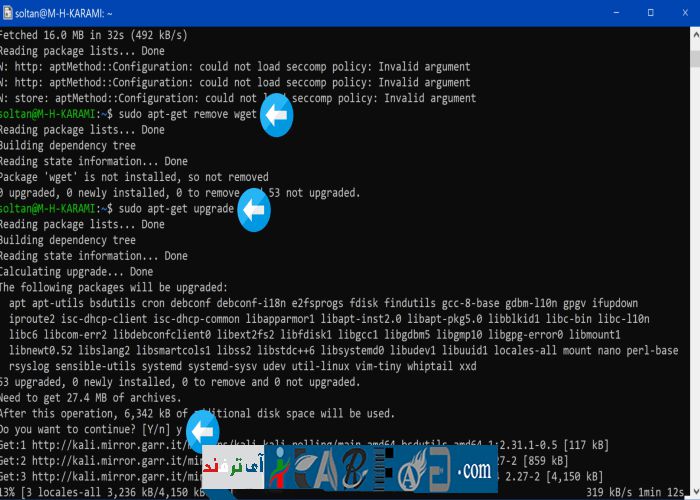 soltan@M-H-KARAMI: ~
Fetched 16.0 MB in 32s (492 kB/s)
Reading package lists... Done
N: http: aptMethod::Configuration: could not load seccomp policy: Invalid argument
N: http: aptMethod::Configuration: could not load seccomp policy: Invalid argument
N: store: aptMethod::Configuration: could not load seccomp policy: Invalid argument
soltan@M-H-KARAMI:~$ sudo apt-get remove wget
Reading package lists... Done
Building dependency tree
Reading state information... Done
Package 'wget' is not installed, so not removed
0 upgraded, 0 newly installed, 0 to remove 53 not upgraded.
soltan@M-H-KARAMI:~$ sudo apt-get upgrade
Reading package lists... Done
Building dependency tree
Reading state information... Done
Calculating upgrade... Done
The following packages will be upgraded:
apt apt-utils bsdutils cron debconf debconf-i18n e2fsprogs fdisk findutils gcc-8-base gdbm-l10n gpgv ifupdown
iproute2 isc-dhcp-client isc-dhcp-common libapparmor1 libapt-inst2.0 libapt-pkg5.0 libblkid1 libc-bin libc-l10n
libc6 libcom-err2 libdebconfclient0 libext2fs2 libfdisk1 libgcc1 libgdbm5 libgmp10 libgpg-error0 libmount1
libnewt0.52 libslang2 libsmartcols1 libss2 libstdc++6 libsystemd0 libudev1 libuuid1 locales-all mount nano perl-base
rsyslog sensible-utils systemd systemd-sysv udev util-linux vim-tiny whiptail xxd
53 upgraded, 0 newly installed, 0 to remove and 0 not upgraded.
Need to get 27.4 MB of archives.
After this operation, 6,342 kB of additional disk space will be used.
Do you want to continue? [Y/n] y
Get:1 http://kali.mirror.garr.it/ kali-rolling/main amd64 bsdutils amd64 1:2.31.1-0.5 [117 kB]
Get:2 http://kali.mirror.garr.it/ 27-2 [859 kB]
Get:3 http://kali.mirror.garr.it/ 2.27-2 [4,150 kB]
13% [3 locales-all 3,236 kB/4,150 kB 319 kB/s 1min 12s
آی ترفند
.com